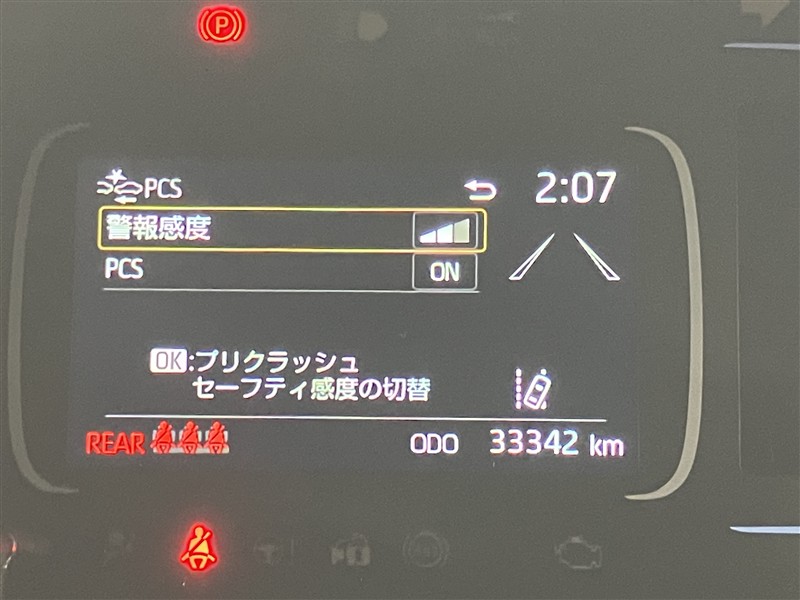 P
PCS
2:07
警報感度
PCS ON
OK:プリクラッシュ
セーフティ感度の切替
REAR
ODO 33342 km